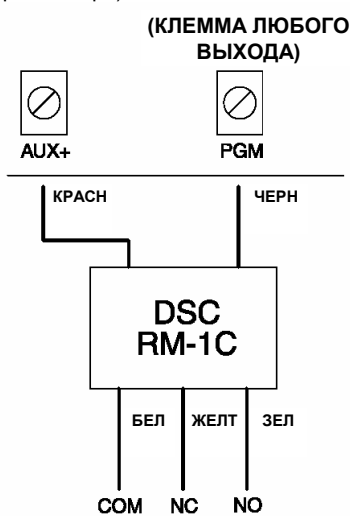 (КЛЕММА ЛЮБОГО
ВЫХОДА)
AUX+ PGM
КРАСН ЧЕРН
DSC
RM-1C
БЕЛ ЖЕЛТ ЗЕЛ
COM NC NO